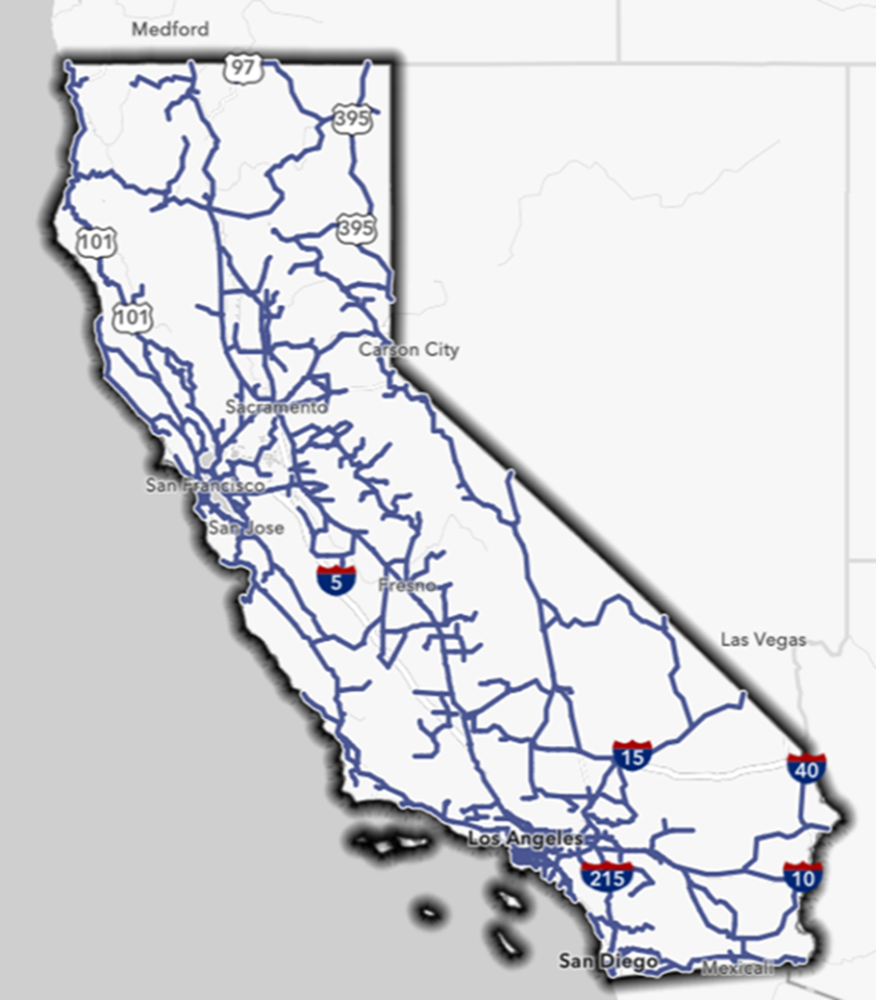 Medford
97
395
395
101
101
Carson City
Sacramento
San Francisco
San Jose
5
Fresno
Las Vegas
15
40
Los Angeles
215
10
San Diego
Mexicali